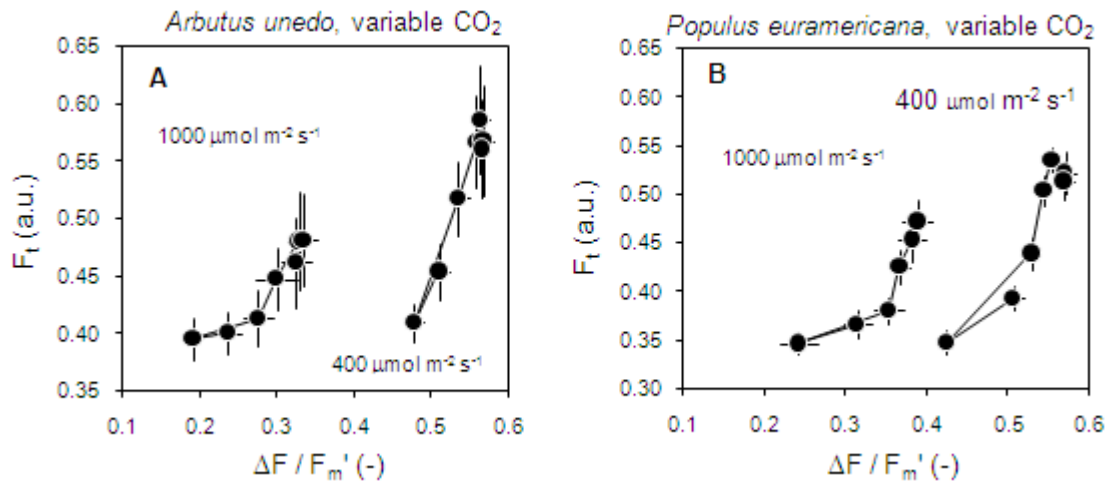 Arbutus unedo, variable CO₂
A
1000 µmol m⁻² s⁻¹
400 µmol m⁻² s⁻¹
0.65
0.60
0.55
0.50
0.45
0.40
0.35
Fₜ (a.u.)
0.1 0.2 0.3 0.4 0.5 0.6
ΔF / Fₘ' (-)
Populus euramericana, variable CO₂
B
400 µmol m⁻² s⁻¹
1000 µmol m⁻² s⁻¹
0.65
0.60
0.55
0.50
0.45
0.40
0.35
0.30
Fₜ (a.u.)
0.1 0.2 0.3 0.4 0.5 0.6
ΔF / Fₘ' (-)